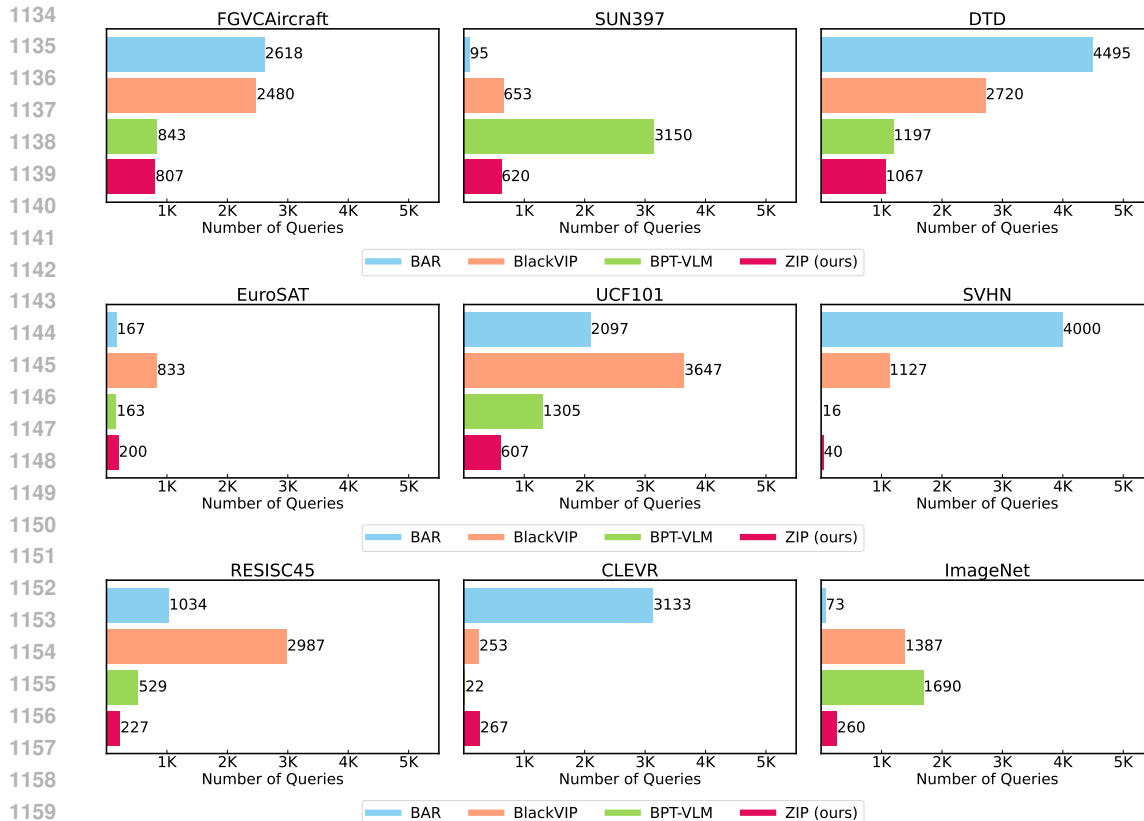 1134
1135
1136
1137
1138
1139
1140
1141
1142
1143
1144
1145
1146
1147
1148
1149
1150
1151
1152
1153
1154
1155
1156
1157
1158
1159
FGVCAircraft
2618
2480
843
807
1K 2K 3K 4K 5K
Number of Queries
SUN397
95
653
3150
620
1K 2K 3K 4K 5K
Number of Queries
DTD
4495
2720
1197
1067
1K 2K 3K 4K 5K
Number of Queries
BAR BlackVIP BPT-VLM ZIP (ours)
EuroSAT
167
833
163
200
1K 2K 3K 4K 5K
Number of Queries
UCF101
2097
3647
1305
607
1K 2K 3K 4K 5K
Number of Queries
SVHN
4000
1127
16
40
1K 2K 3K 4K 5K
Number of Queries
BAR BlackVIP BPT-VLM ZIP (ours)
RESISC45
1034
2987
529
227
1K 2K 3K 4K 5K
Number of Queries
CLEVR
3133
253
22
267
1K 2K 3K 4K 5K
Number of Queries
ImageNet
73
1387
1690
260
1K 2K 3K 4K 5K
Number of Queries
BAR BlackVIP BPT-VLM ZIP (ours)